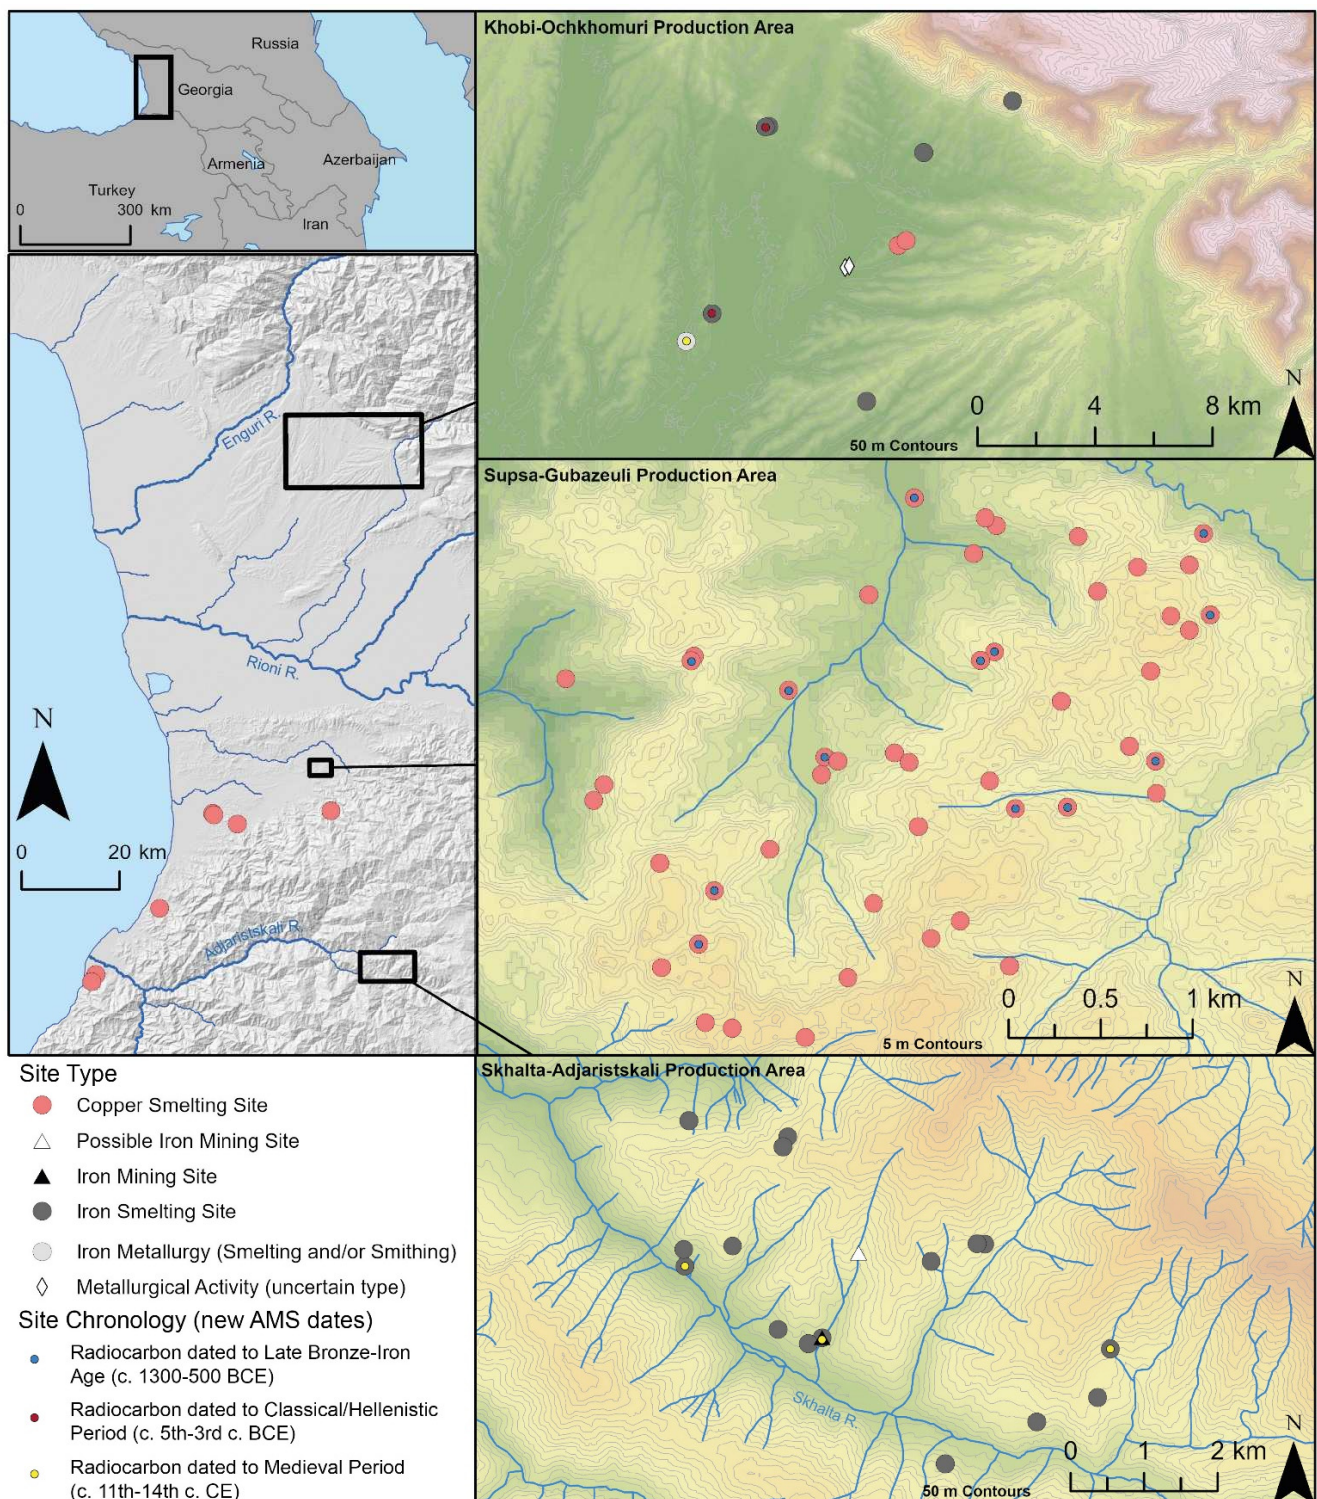 Russia
Georgia
Armenia
Azerbaijan
Turkey
0 300 km
Iran
Enguri R.
Rioni R.
N
0 20 km
Adjaristskali R.
Khobi-Ochkhomuri Production Area
N
0 4 8 km
50 m Contours
Supsa-Gubazeuli Production Area
N
0 0.5 1 km
5 m Contours
Skhalta-Adjaristskali Production Area
Skhalta R.
N
0 1 2 km
50 m Contours
Site Type
Copper Smelting Site
Possible Iron Mining Site
Iron Mining Site
Iron Smelting Site
Iron Metallurgy (Smelting and/or Smithing)
Metallurgical Activity (uncertain type)
Site Chronology (new AMS dates)
Radiocarbon dated to Late Bronze-Iron
Age (c. 1300-500 BCE)
Radiocarbon dated to Classical/Hellenistic
Period (c. 5th-3rd c. BCE)
Radiocarbon dated to Medieval Period
(c. 11th-14th c. CE)